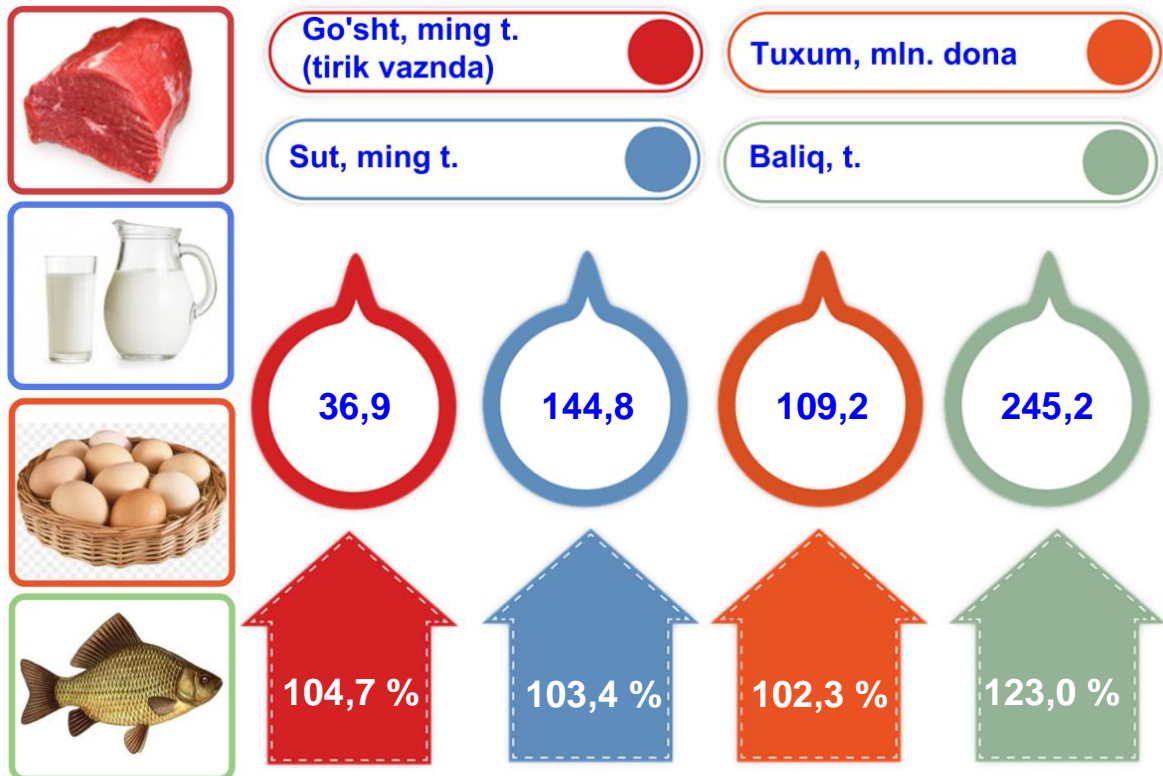 Go'sht, ming t.
(tirik vaznda)
Tuxum, mln. dona
Sut, ming t.
Baliq, t.
36,9
144,8
109,2
245,2
104,7 %
103,4 %
102,3 %
123,0 %